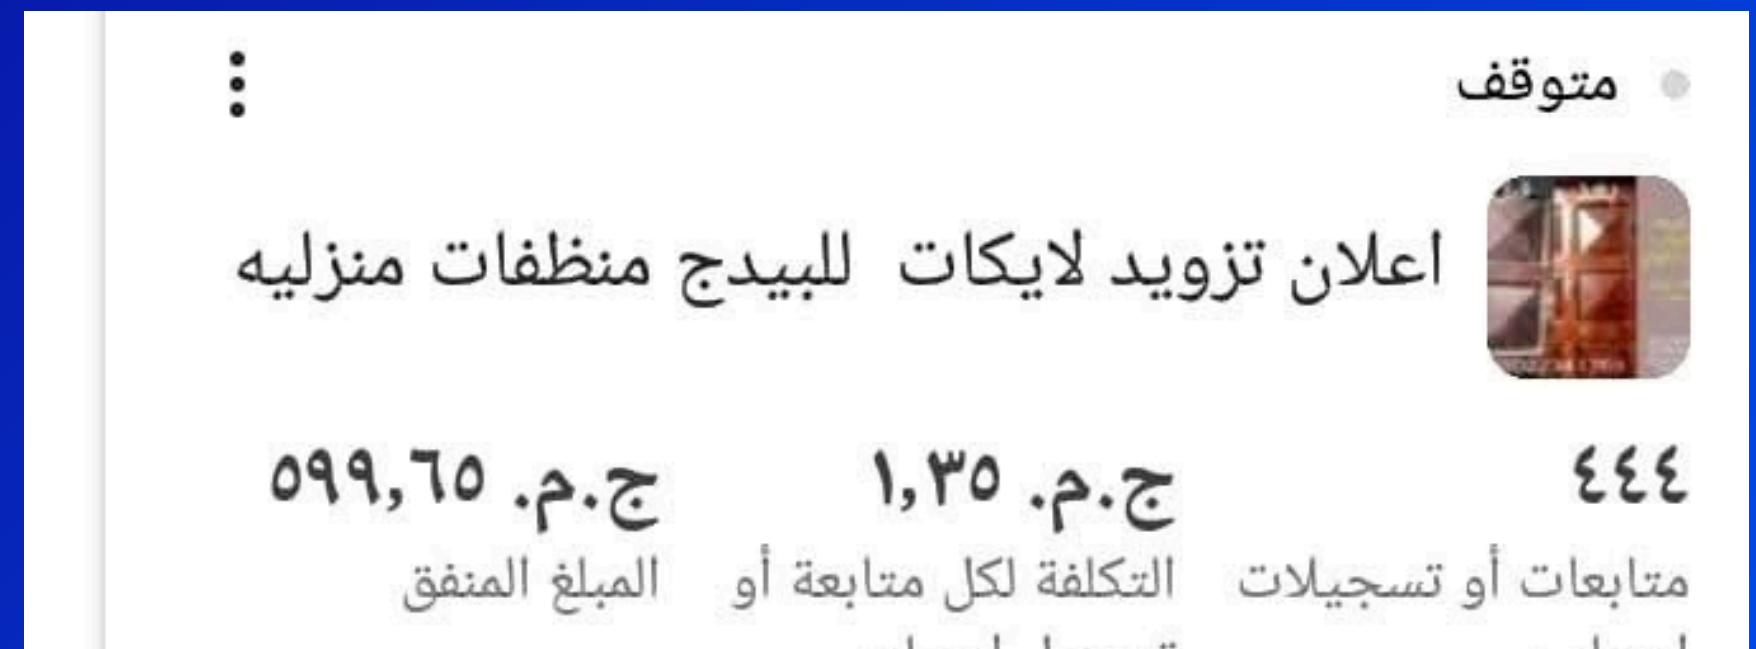 متوقف
اعلان تزويد لايكات للبيدج منظفات منزليه
٤٤٤
ج.م. ١,٣٥
ج.م. ٥٩٩,٦٥
متابعات أو تسجيلات
التكلفة لكل متابعة أو
المبلغ المنفق